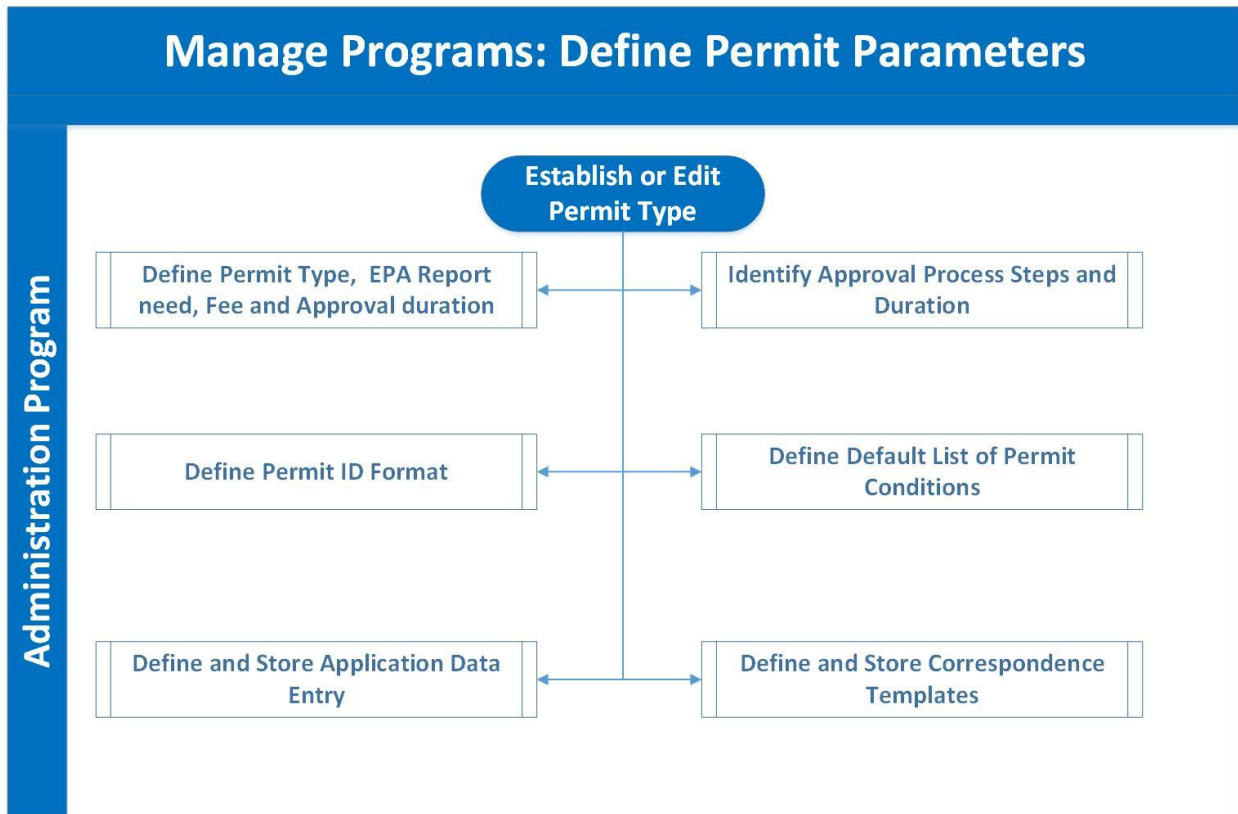 Manage Programs: Define Permit Parameters
Administration Program
Establish or Edit
Permit Type
Define Permit Type, EPA Report
need, Fee and Approval duration
Identify Approval Process Steps and
Duration
Define Permit ID Format
Define Default List of Permit
Conditions
Define and Store Application Data
Entry
Define and Store Correspondence
Templates